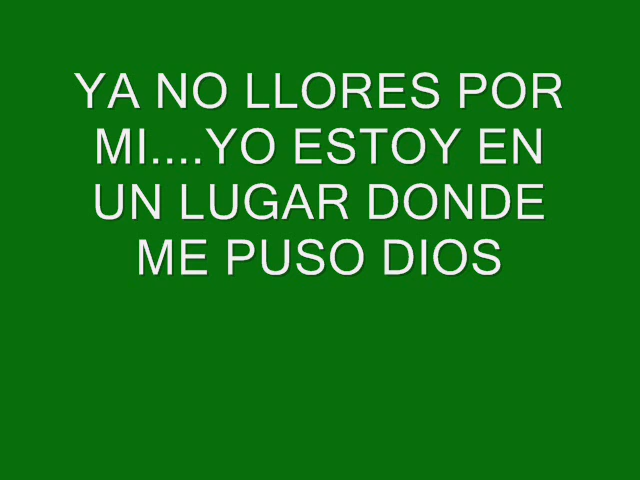 YA NO LLORES POR
MI....YO ESTOY EN
UN LUGAR DONDE
ME PUSO DIOS